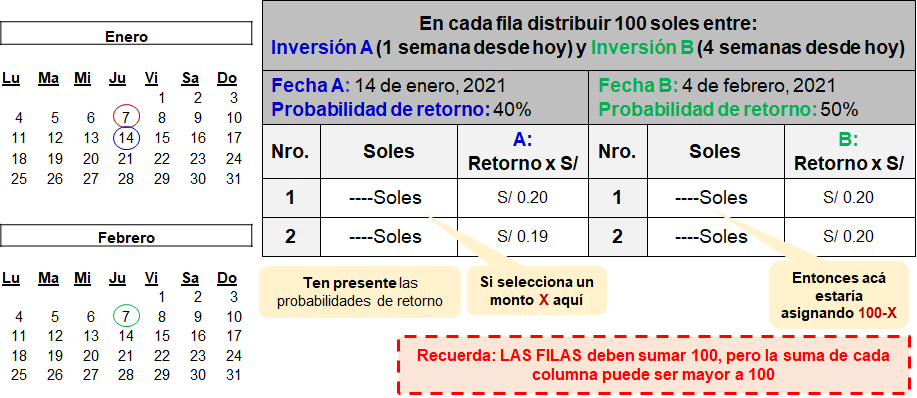 Enero
Lu Ma Mi Ju Vi Sa Do
1 2 3
4 5 6 7 8 9 10
11 12 13 14 15 16 17
18 19 20 21 22 23 24
25 26 27 28 29 30 31
Febrero
Lu Ma Mi Ju Vi Sa Do
1 2 3
4 5 6 7 8 9 10
11 12 13 14 15 16 17
18 19 20 21 22 23 24
25 26 27 28 29 30 31
En cada fila distribuir 100 soles entre:
Inversión A (1 semana desde hoy) y Inversión B (4 semanas desde hoy)
Fecha A: 14 de enero, 2021
Probabilidad de retorno: 40%
Fecha B: 4 de febrero, 2021
Probabilidad de retorno: 50%
Nro. Soles A: Retorno x S/ Nro. Soles B: Retorno x S/
1 ----Soles S/ 0.20 1 ----Soles S/ 0.20
2 ----Soles S/ 0.19 2 ----Soles S/ 0.20
Ten presente las
probabilidades de retorno
Si selecciona un
monto X aquí
Entonces acá
estaría
asignando 100-X
Recuerda: LAS FILAS deben sumar 100, pero la suma de cada
columna puede ser mayor a 100